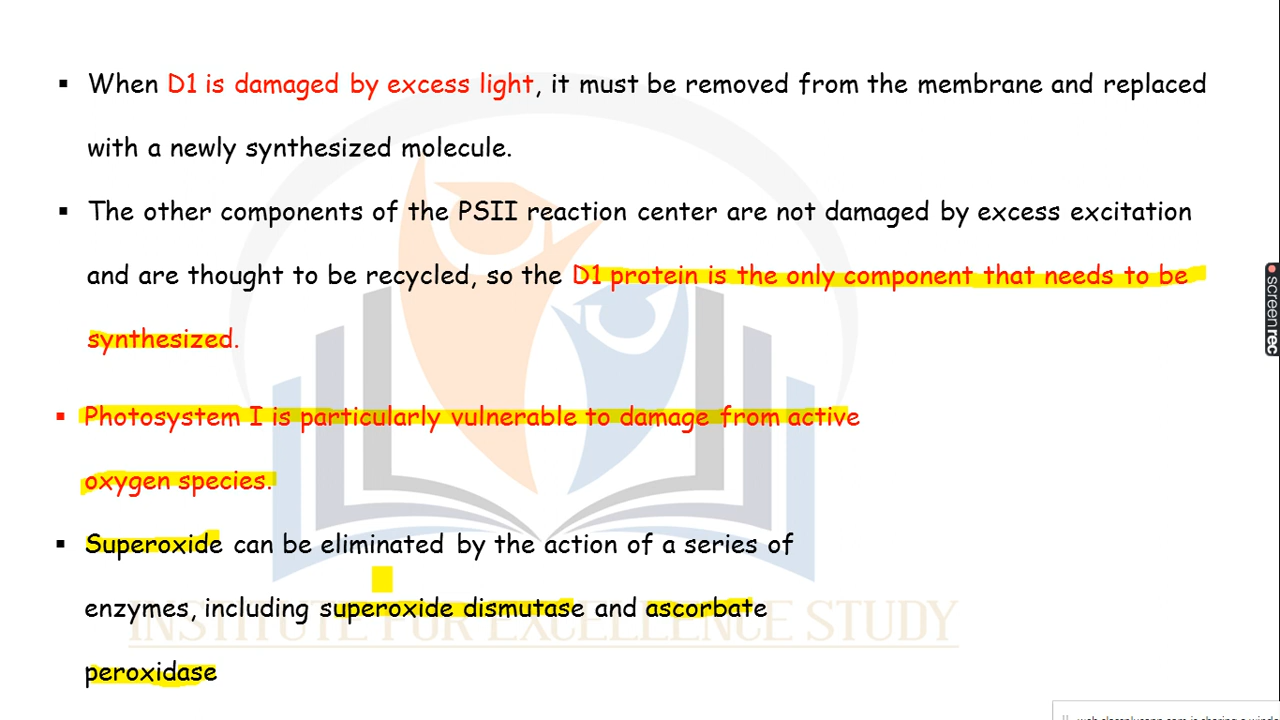 ▪ When D1 is damaged by excess light, it must be removed from the membrane and replaced
with a newly synthesized molecule.
▪ The other components of the PSII reaction center are not damaged by excess excitation
and are thought to be recycled, so the D1 protein is the only component that needs to be
synthesized.
▪ Photosystem I is particularly vulnerable to damage from active
oxygen species.
▪ Superoxide can be eliminated by the action of a series of
enzymes, including superoxide dismutase and ascorbate
INSTITUTE FOR EXCELLENCE STUDY
peroxidase
screenrec